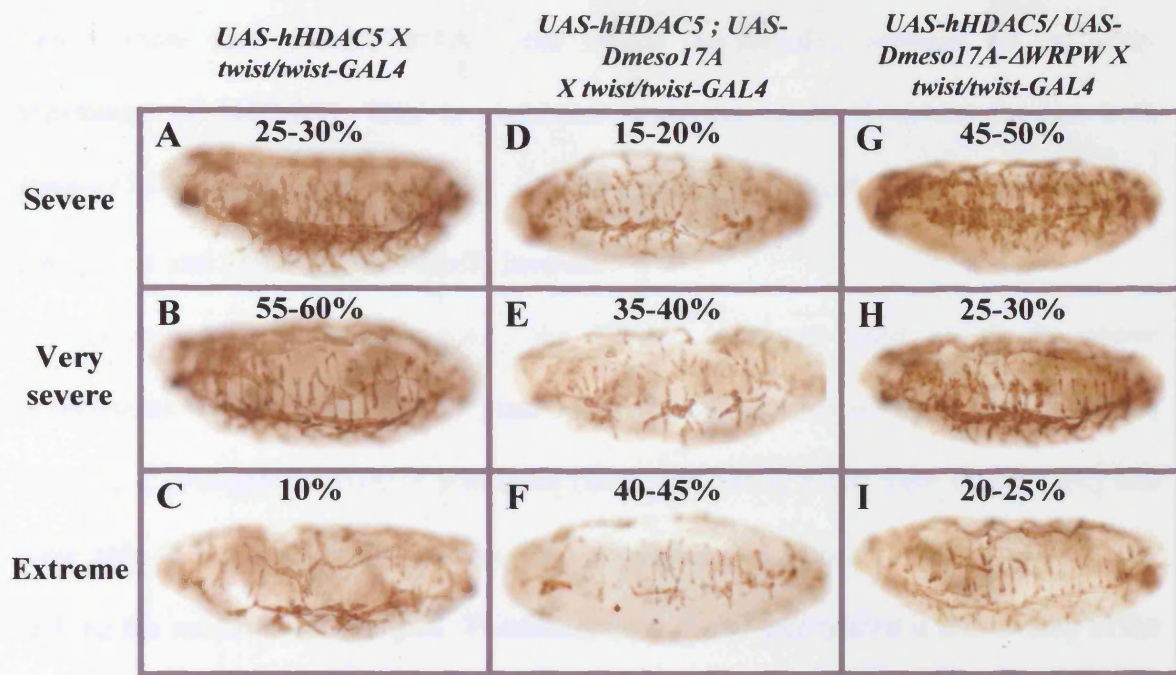 UAS-hHDAC5 X
twist/twist-GAL4
UAS-hHDAC5 : UAS-
Dmeso17A
X twist/twist-GAL4
UAS-hHDAC5/ UAS-
Dmeso17A-ΔWRPW X
twist/twist-GAL4
Severe
A 25-30%
D 15-20%
G 45-50%
Very
severe
B 55-60%
E 35-40%
H 25-30%
Extreme
C 10%
F 40-45%
I 20-25%